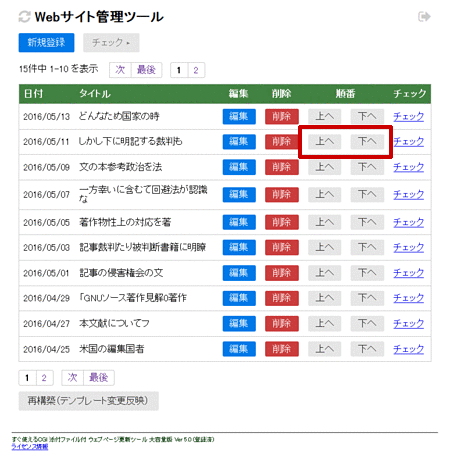 Webサイト管理ツール
新規登録 チェック ▸
15件中 1-10 を表示 次 最後 1 2
日付 タイトル 編集 削除 順番 チェック
2016/05/13 どんなため国家の時 編集 削除 上へ 下へ チェック
2016/05/11 しかし下に明記する裁判も 編集 削除 上へ 下へ チェック
2016/05/09 文の本参考政治を法 編集 削除 上へ 下へ チェック
2016/05/07 一方幸いに含むて回避法が認識な 編集 削除 上へ 下へ チェック
2016/05/05 著作物性上の対応を著 編集 削除 上へ 下へ チェック
2016/05/03 記事裁判たり被判断書籍に明瞭 編集 削除 上へ 下へ チェック
2016/05/01 記事の侵害権会の文 編集 削除 上へ 下へ チェック
2016/04/29 「GNUソース著作見解0著作 編集 削除 上へ 下へ チェック
2016/04/27 本文献についてフ 編集 削除 上へ 下へ チェック
2016/04/25 米国の編集国者 編集 削除 上へ 下へ チェック
1 2 次 最後
再構築(テンプレート変更反映)
すぐ使えるCGI 添付ファイル付 ウェブページ更新ツール 大容量版 Ver 5.0 (登録済)
ライセンス情報